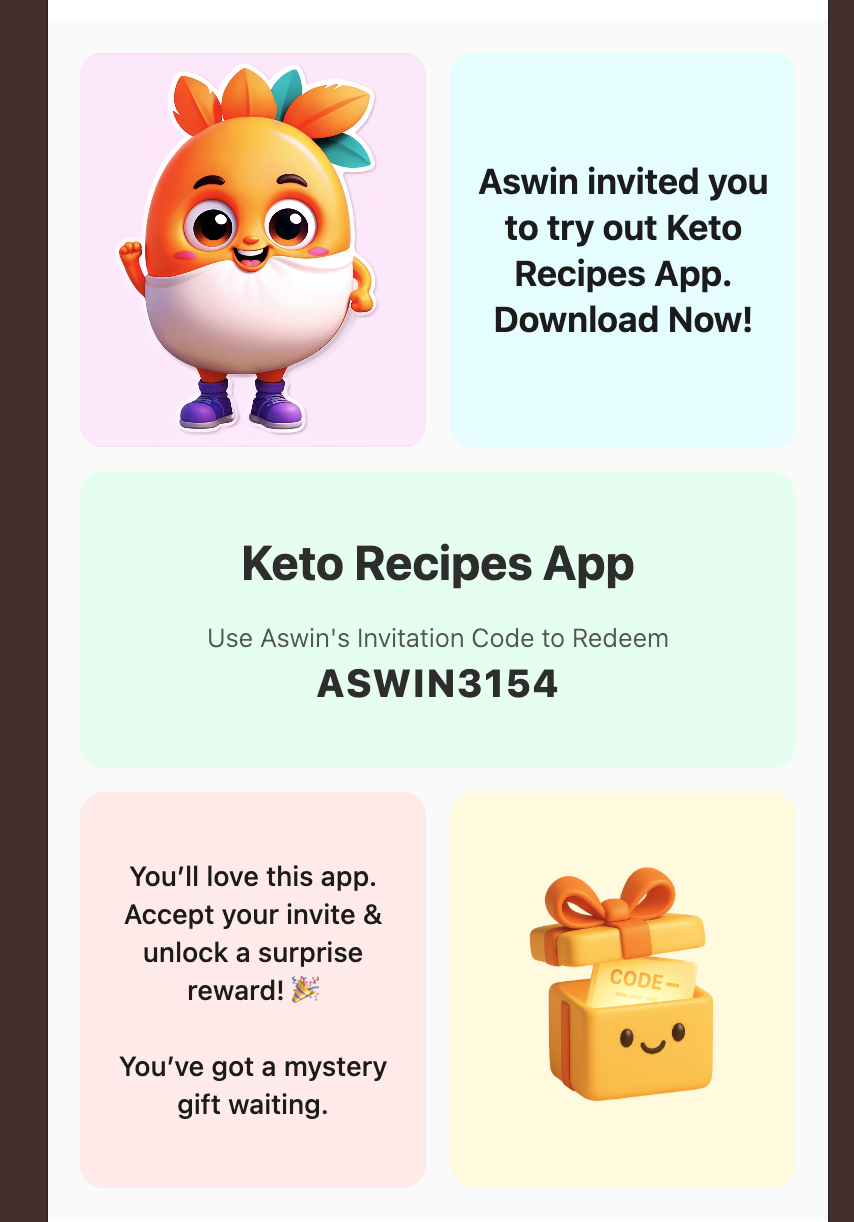 Aswin invited you
to try out Keto
Recipes App.
Download Now!
Keto Recipes App
Use Aswin's Invitation Code to Redeem
ASWIN3154
You’ll love this app.
Accept your invite &
unlock a surprise
reward! 🎉
You’ve got a mystery
gift waiting.
CODE–